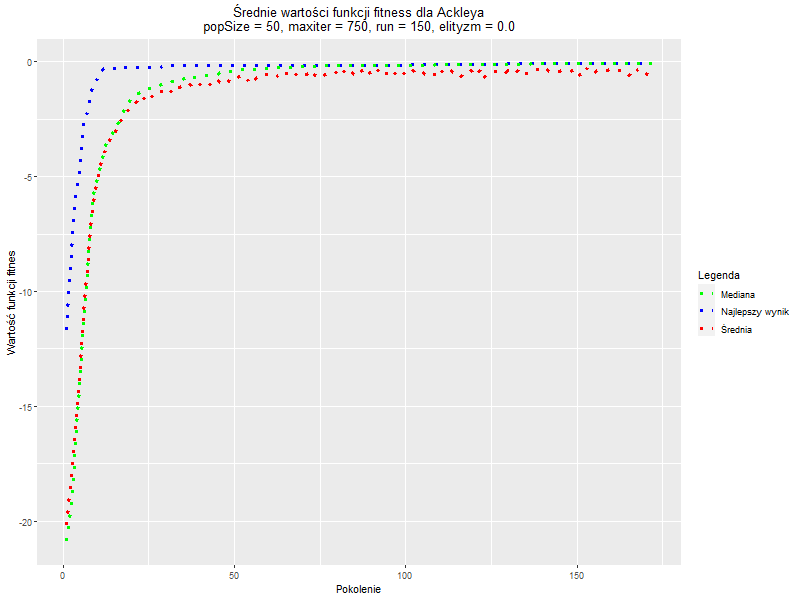 Średnie wartości funkcji fitness dla Ackleya
popSize = 50, maxiter = 750, run = 150, elityzm = 0.0
Wartość funkcji fitnes
0
-5
-10
-15
-20
0
50
100
150
Pokolenie
Legenda
Mediana
Najlepszy wynik
Średnia